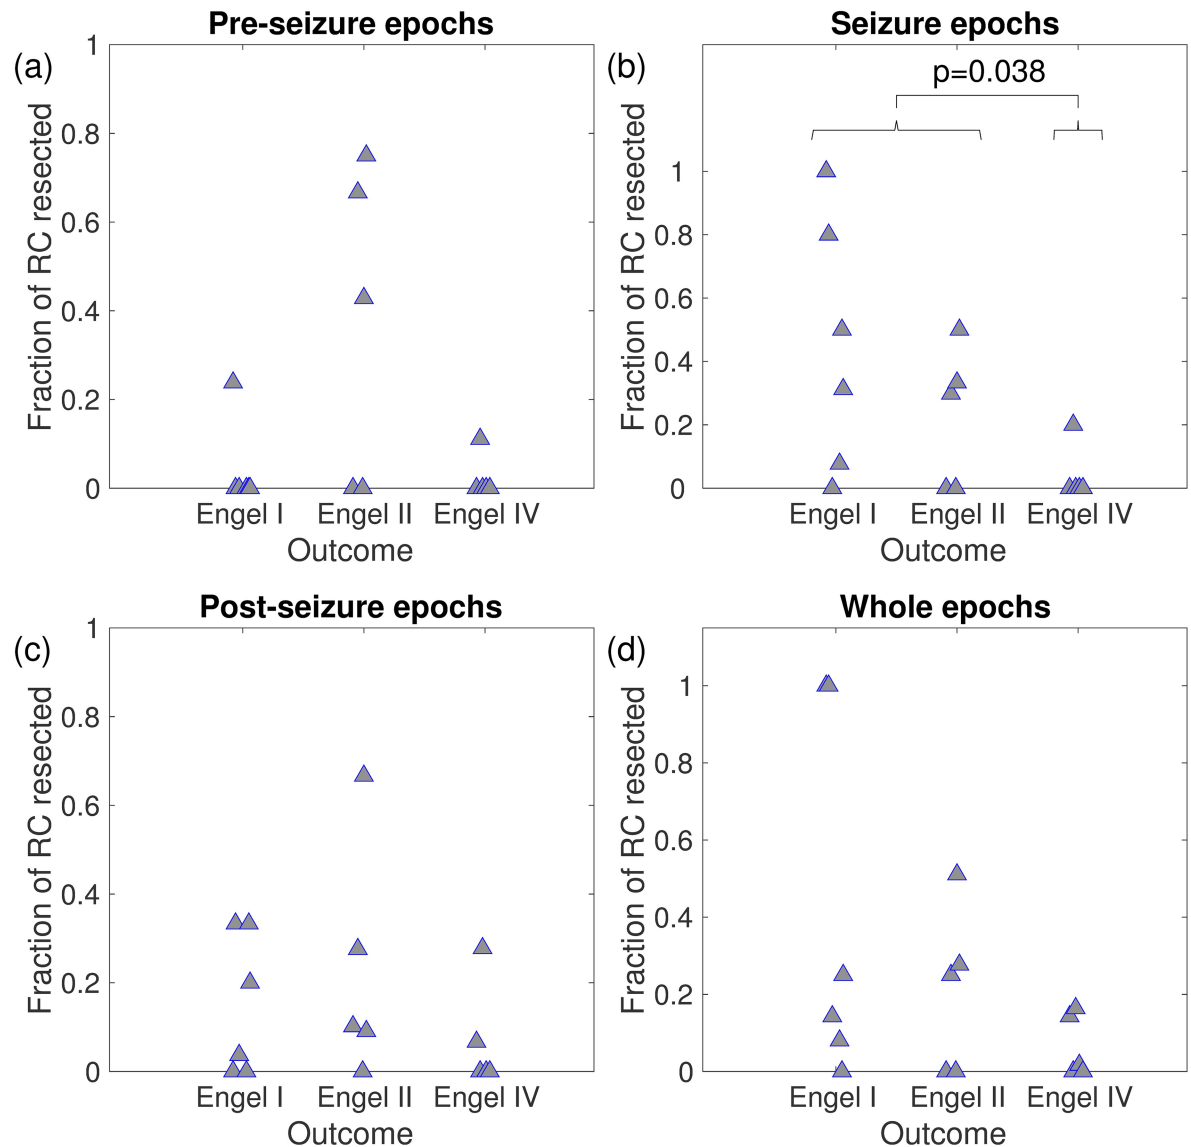 Pre-seizure epochs
(a)
Fraction of RC resected
1
0.8
0.6
0.4
0.2
0
Engel I Engel II Engel IV
Outcome
Seizure epochs
(b)
p=0.038
Fraction of RC resected
1
0.8
0.6
0.4
0.2
0
Engel I Engel II Engel IV
Outcome
Post-seizure epochs
(c)
Fraction of RC resected
1
0.8
0.6
0.4
0.2
0
Engel I Engel II Engel IV
Outcome
Whole epochs
(d)
Fraction of RC resected
1
0.8
0.6
0.4
0.2
0
Engel I Engel II Engel IV
Outcome